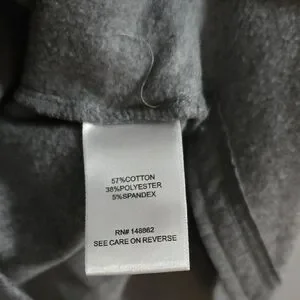 57%COTTON
38%POLYESTER
5%SPANDEX
RN# 148862
SEE CARE ON REVERSE